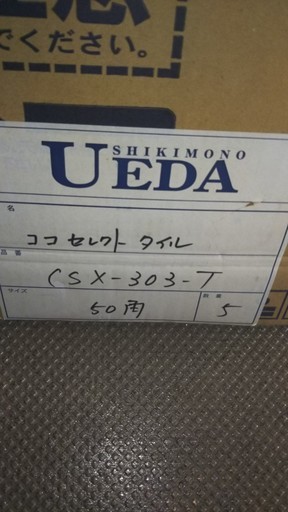 でください。
SHIKIMONO
UEDA
名
ココセレクトタイル
品番
CSX-303-T
サイズ
50角
数量
5